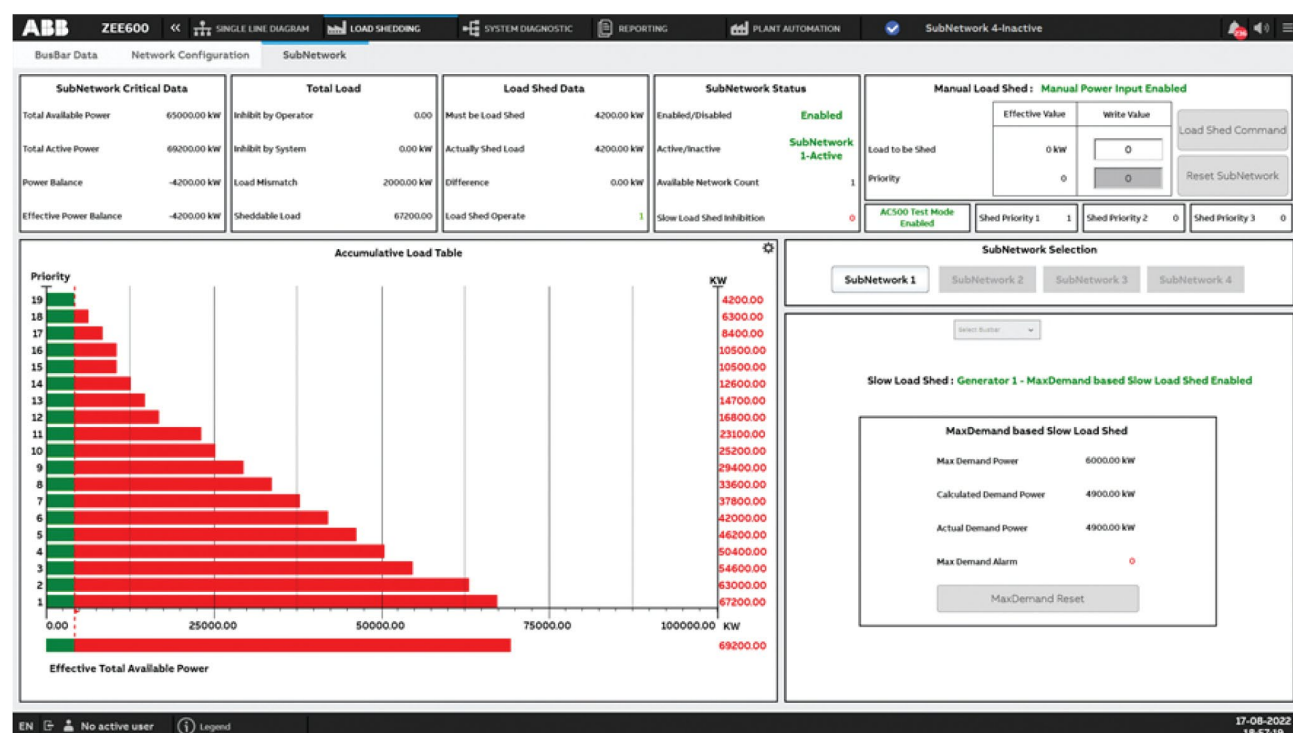 ABB ZEE600 « SINGLE LINE DIAGRAM LOAD SHEDDING SYSTEM DIAGNOSTIC REPORTING PLANT AUTOMATION SubNetwork 4-Inactive
BusBar Data Network Configuration SubNetwork
SubNetwork Critical Data
Total Available Power 65000.00 kW
Total Active Power 69200.00 kW
Power Balance -4200.00 kW
Effective Power Balance -4200.00 kW
Total Load
Inhibit by Operator 0.00
Inhibit by System 0.00 kW
Load Mismatch 2000.00 kW
Sheddable Load 67200.00
Load Shed Data
Must be Load Shed 4200.00 kW
Actually Shed Load 4200.00 kW
Difference 0.00 kW
Load Shed Operate 1
SubNetwork Status
Enabled/Disabled Enabled
Active/Inactive SubNetwork
1-Active
Available Network Count 1
Slow Load Shed Inhibition 0
Manual Load Shed : Manual Power Input Enabled
Effective Value Write Value
Load to be Shed 0 kW 0
Priority 0 0
Load Shed Command
Reset SubNetwork
AC500 Test Mode
Enabled
Shed Priority 1 1
Shed Priority 2 0
Shed Priority 3 0
Accumulative Load Table
Priority KW
19 4200.00
18 6300.00
17 8400.00
16 10500.00
15 10500.00
14 12600.00
13 14700.00
12 16800.00
11 23100.00
10 25200.00
9 29400.00
8 33600.00
7 37800.00
6 42000.00
5 46200.00
4 50400.00
3 54600.00
2 63000.00
1 67200.00
0.00 25000.00 50000.00 75000.00 100000.00 KW
69200.00
Effective Total Available Power
SubNetwork Selection
SubNetwork 1 SubNetwork 2 SubNetwork 3 SubNetwork 4
Select Busbar
Slow Load Shed : Generator 1 - MaxDemand based Slow Load Shed Enabled
MaxDemand based Slow Load Shed
Max Demand Power 6000.00 kW
Calculated Demand Power 4900.00 kW
Actual Demand Power 4900.00 kW
Max Demand Alarm 0
MaxDemand Reset
EN No active user Legend
17-08-2022
18:57:19